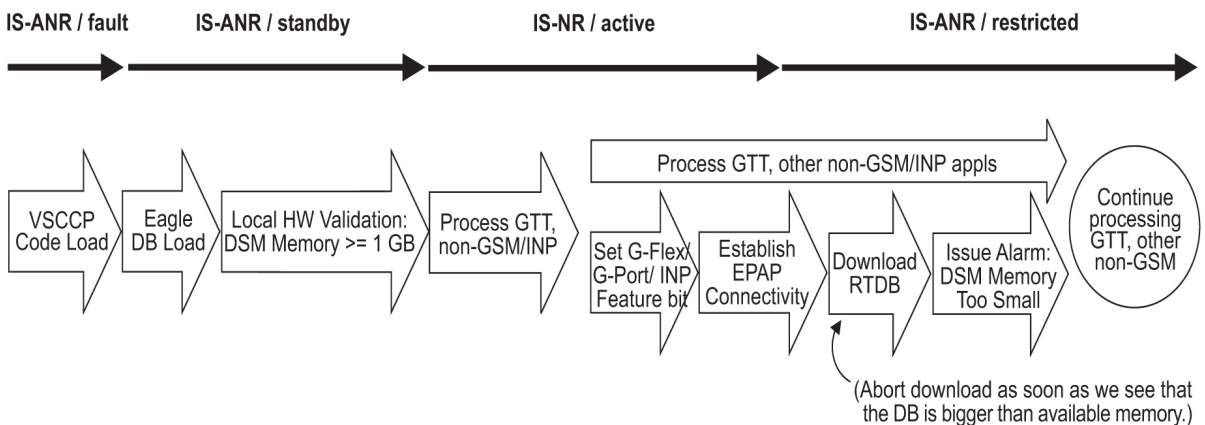 IS-ANR / fault
IS-ANR / standby
IS-NR / active
IS-ANR / restricted
VSCCP
Code Load
Eagle
DB Load
Local HW Validation:
DSM Memory >= 1 GB
Process GTT,
non-GSM/INP
Process GTT, other non-GSM/INP appls
Set G-Flex/
G-Port/ INP
Feature bit
Establish
EPAP
Connectivity
Download
RTDB
Issue Alarm:
DSM Memory
Too Small
Continue
processing
GTT, other
non-GSM
(Abort download as soon as we see that
the DB is bigger than available memory.)